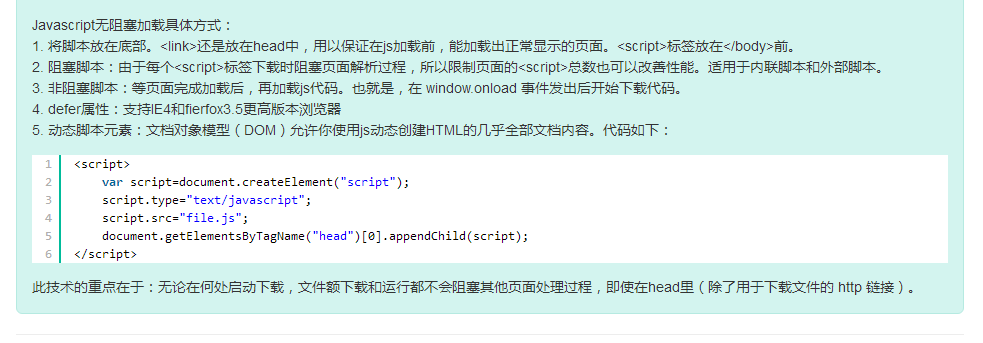 Javascript无阻塞加载具体方式：
1. 将脚本放在底部。<link>还是放在head中，用以保证在js加载前，能加载出正常显示的页面。<script>标签放在</body>前。
2. 阻塞脚本：由于每个<script>标签下载时阻塞页面解析过程，所以限制页面的<script>总数也可以改善性能。适用于内联脚本和外部脚本。
3. 非阻塞脚本：等页面完成加载后，再加载js代码。也就是，在 window.onload 事件发出后开始下载代码。
4. defer属性：支持IE4和fierfox3.5更高版本浏览器
5. 动态脚本元素：文档对象模型（DOM）允许你使用js动态创建HTML的几乎全部文档内容。代码如下：
1 <script>
2 var script=document.createElement("script");
3 script.type="text/javascript";
4 script.src="file.js";
5 document.getElementsByTagName("head")[0].appendChild(script);
6 </script>
此技术的重点在于：无论在何处启动下载，文件额下载和运行都不会阻塞其他页面处理过程，即使在head里（除了用于下载文件的 http 链接）。